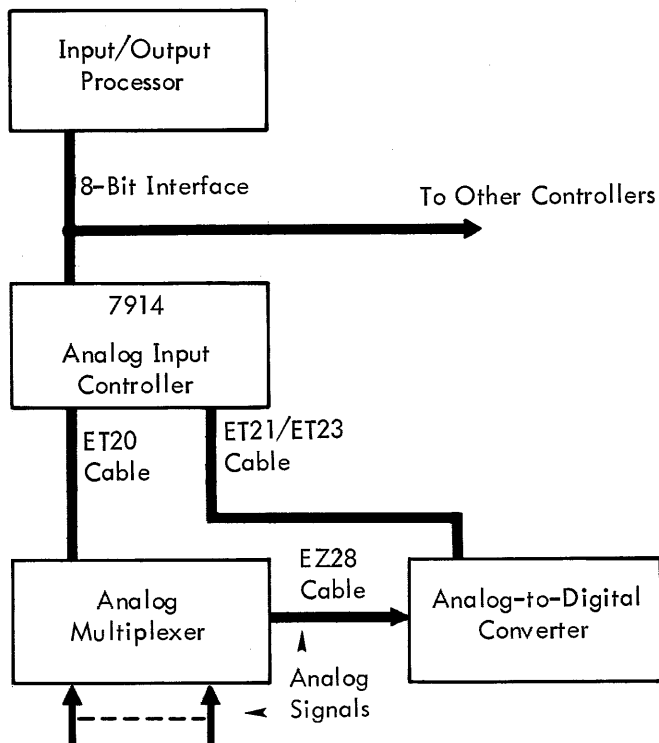 Input/Output
Processor
8-Bit Interface
To Other Controllers
7914
Analog Input
Controller
ET20
Cable
ET21/ET23
Cable
Analog
Multiplexer
EZ28
Cable
Analog-to-Digital
Converter
Analog
Signals